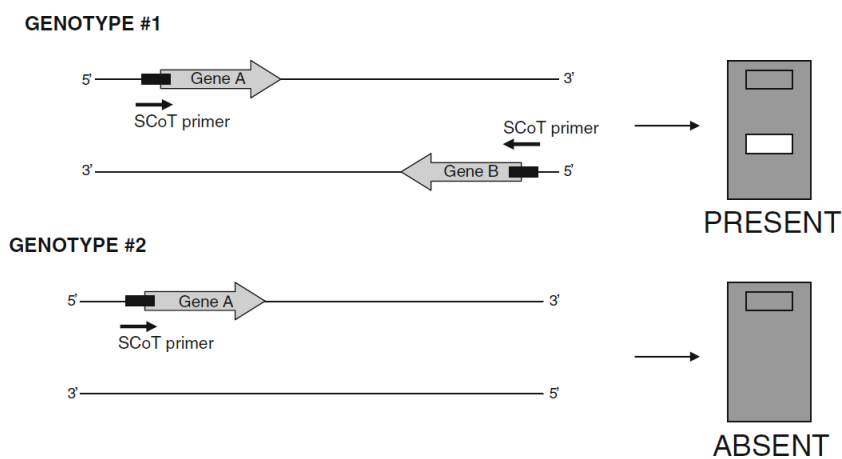 GENOTYPE #1
5’ Gene A 3’
SCoT primer
SCoT primer
3’ Gene B 5’
PRESENT
GENOTYPE #2
5’ Gene A 3’
SCoT primer
3’ 5’
ABSENT